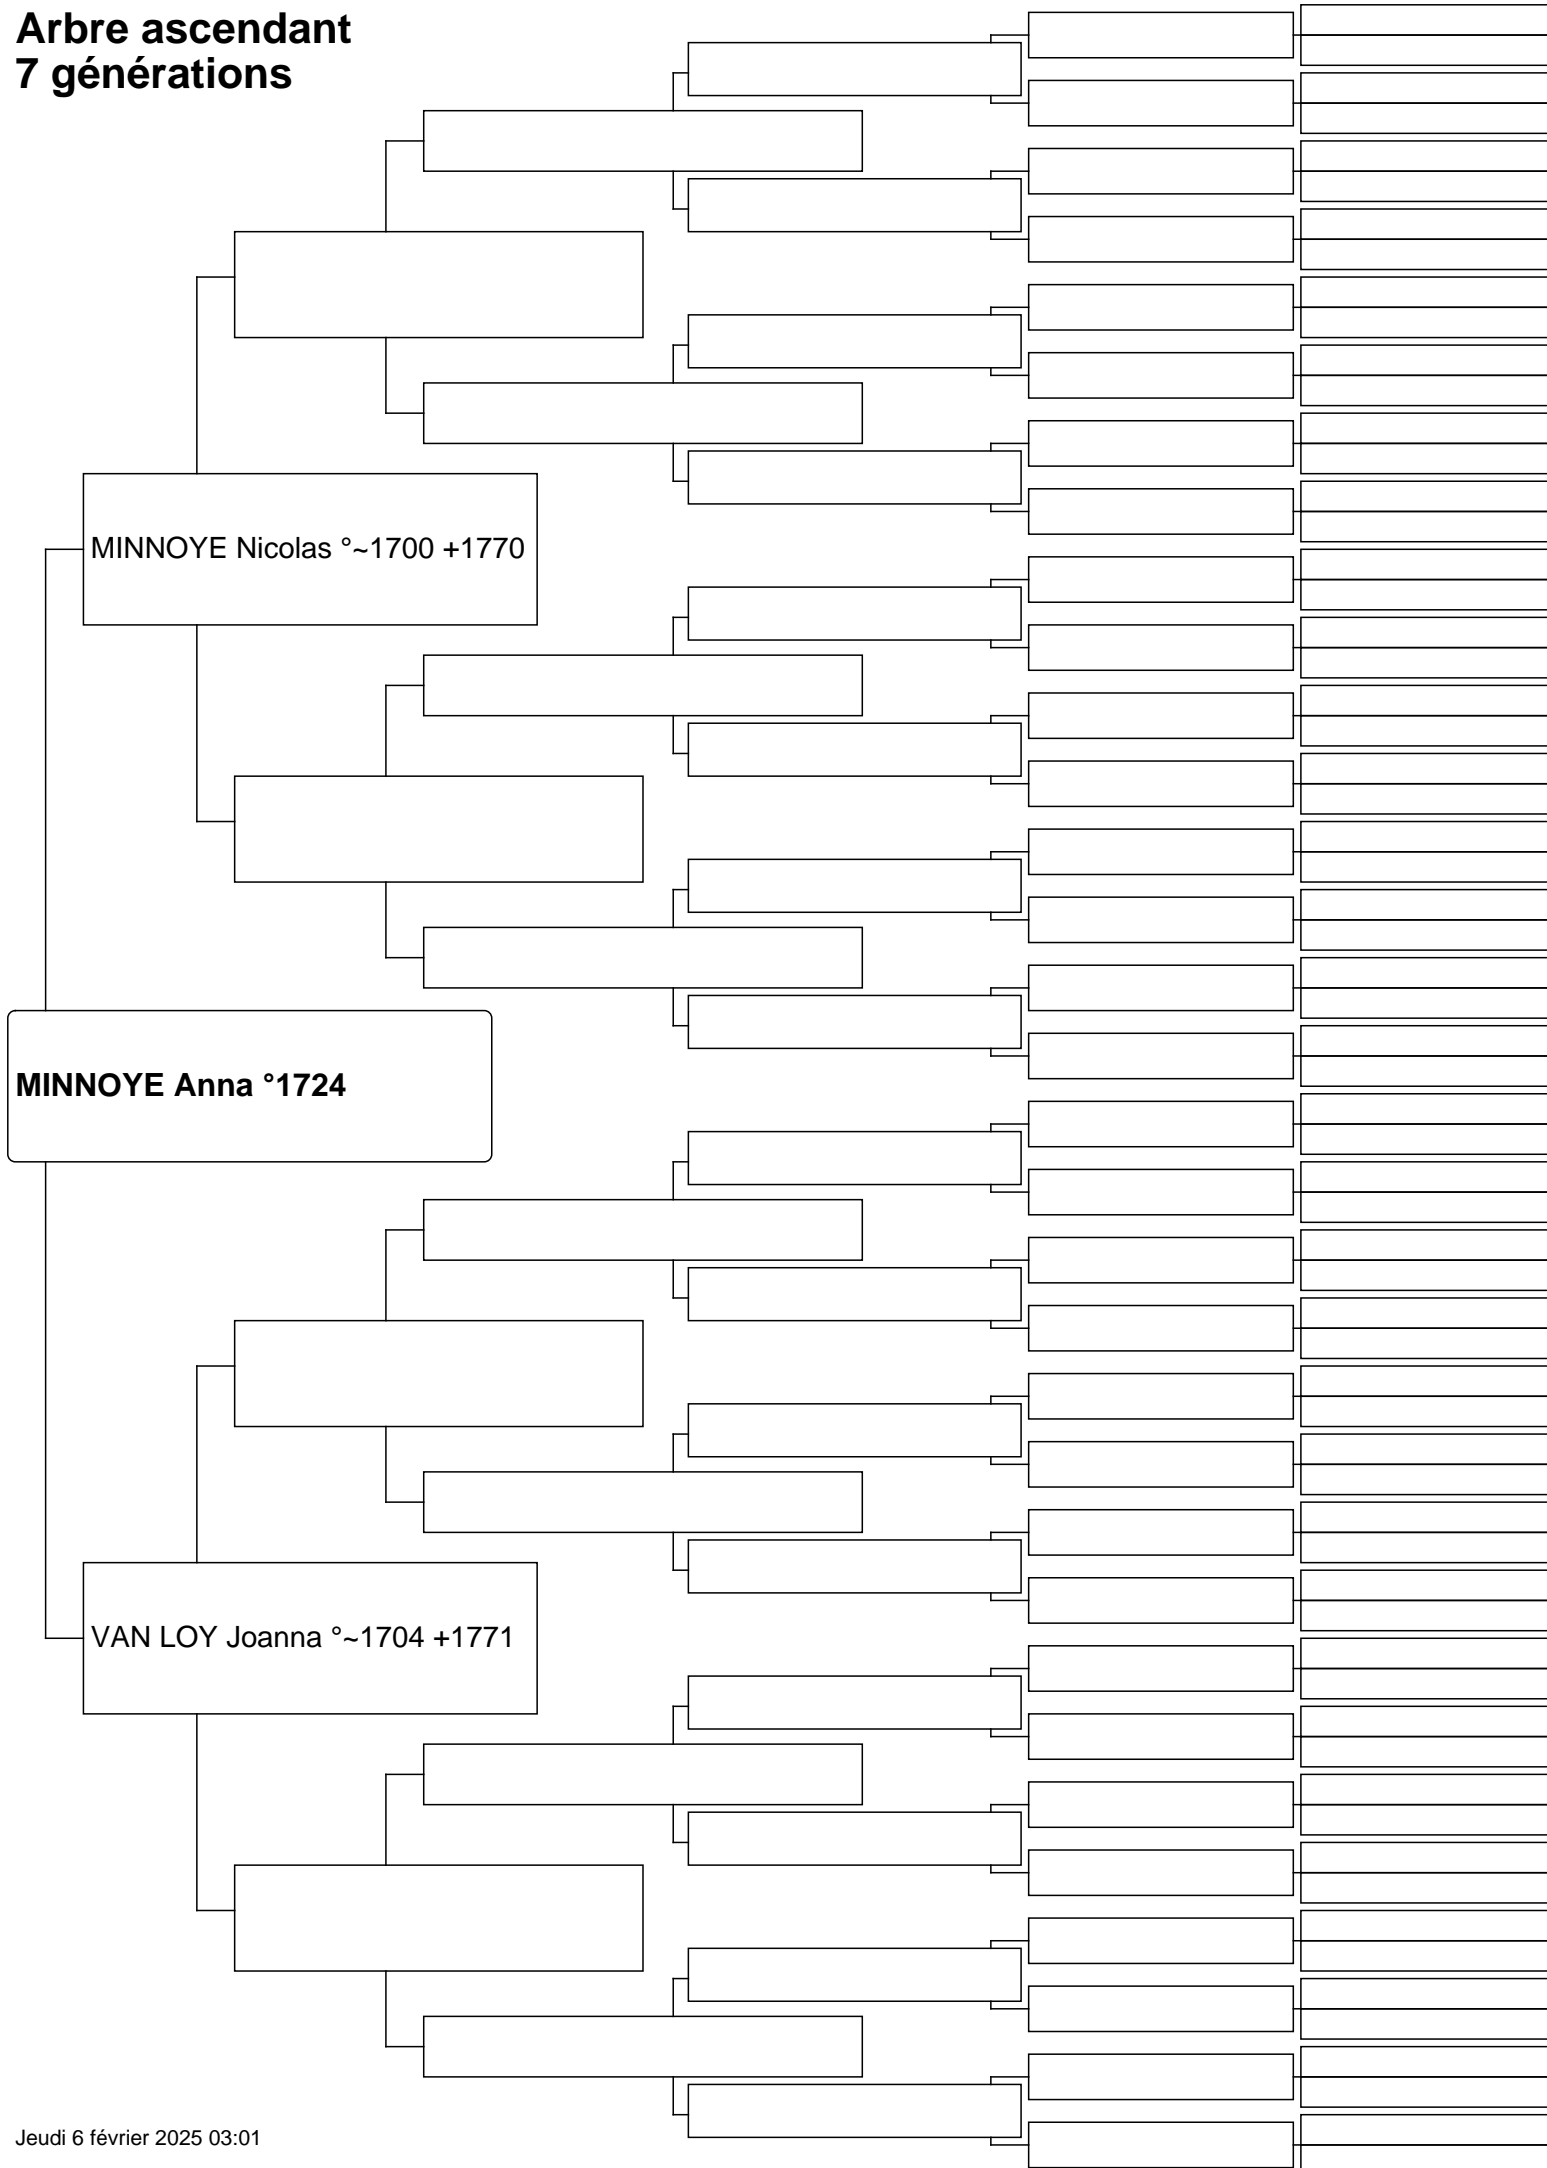 Arbre ascendant
7 générations
MINNOYE Nicolas °~1700 +1770
MINNOYE Anna °1724
VAN LOY Joanna °~1704 +1771
Jeudi 6 février 2025 03:01